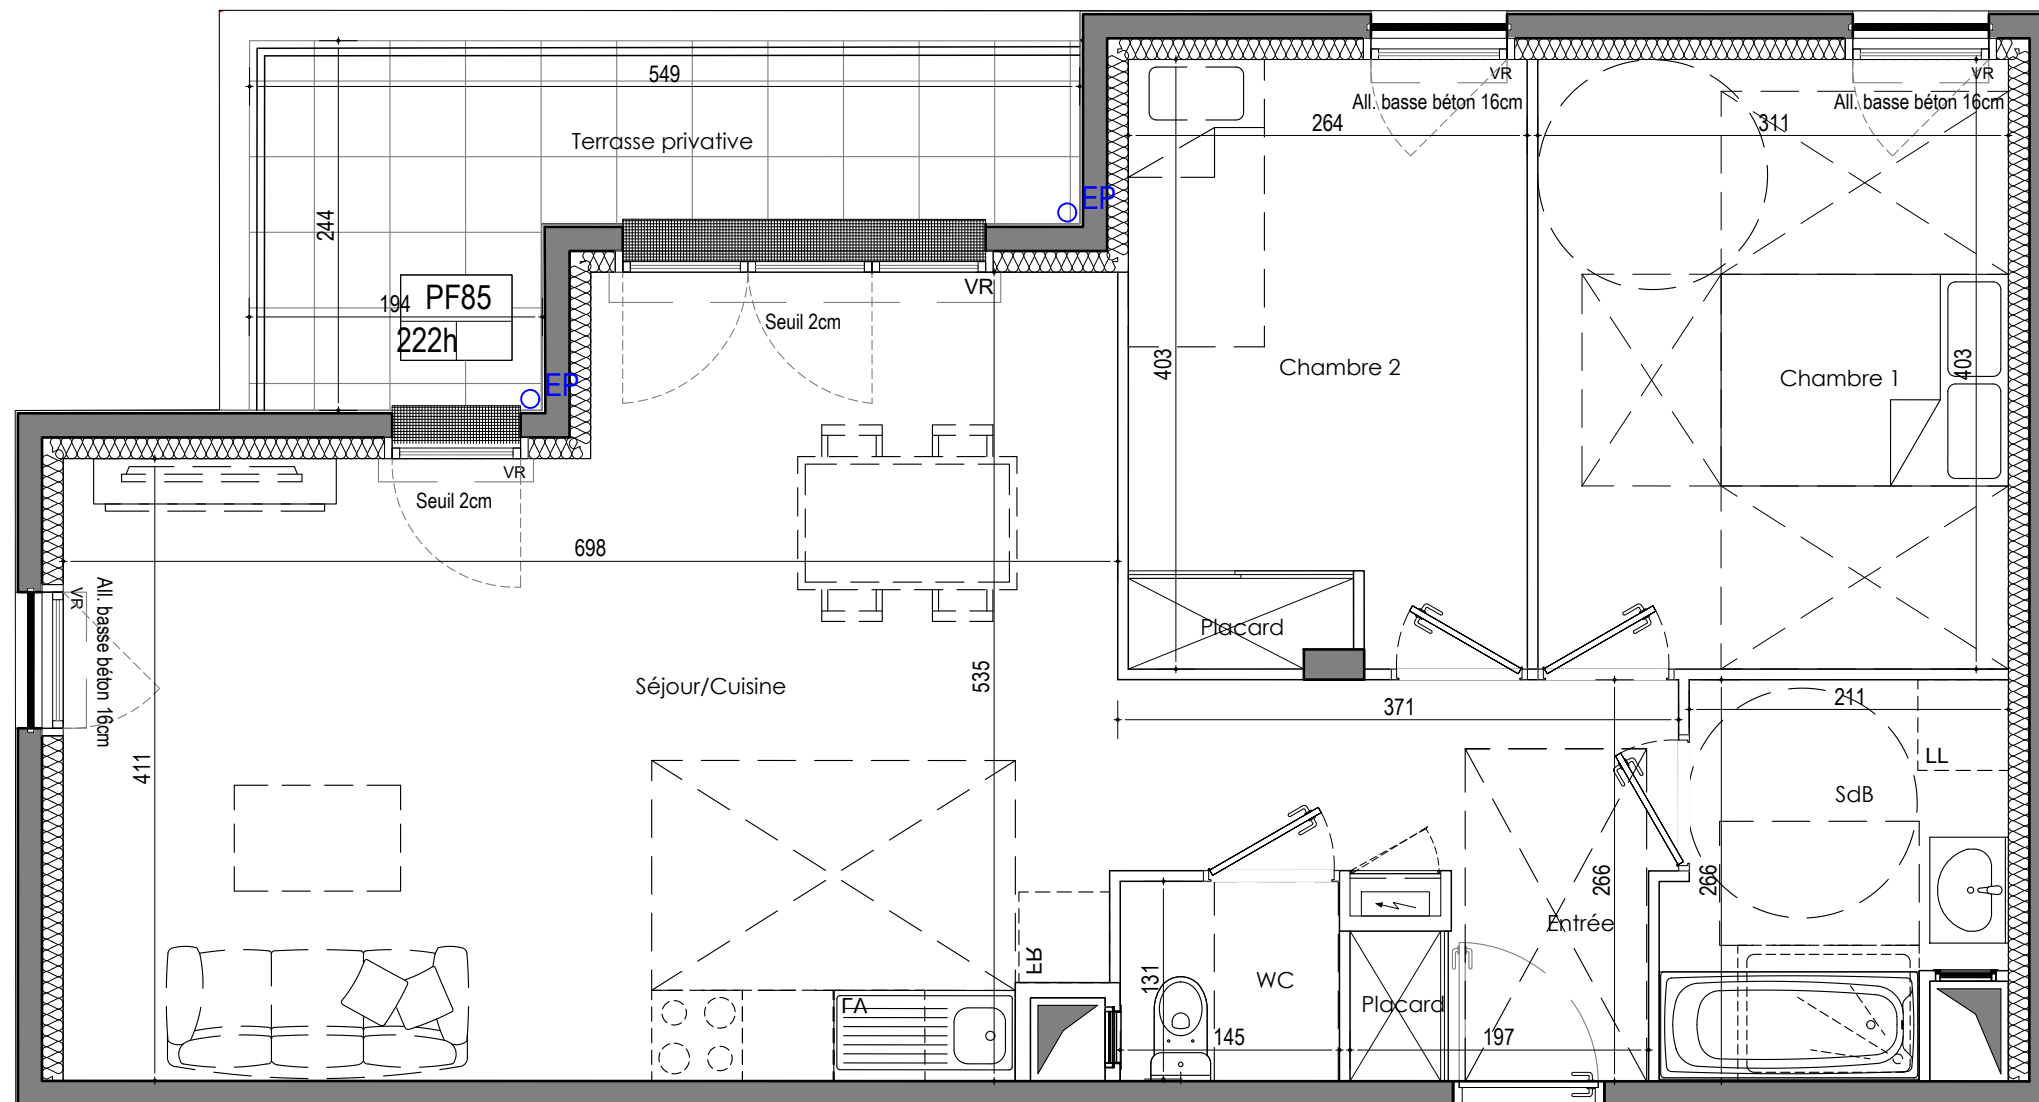 549
VR
VR
All. basse béton 16cm
All. basse béton 16cm
264
311
Terrasse privative
EP
244
194
PF85
222h
VR
Seuil 2cm
EP
403
Chambre 2
Chambre 1
403
VR
Seuil 2cm
698
VR
All. basse béton 16cm
Placard
Séjour/Cuisine
535
371
211
411
LL
SdB
266
266
Entrée
FR
131
WC
FA
Placard
145
197